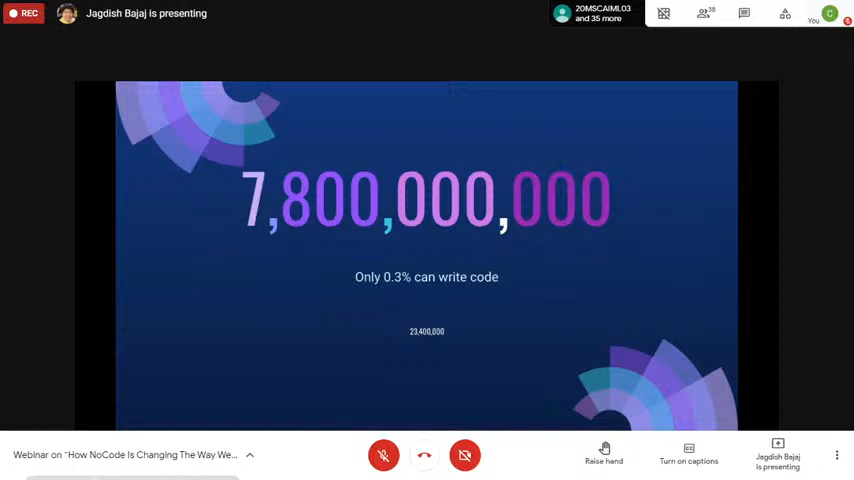 REC
Jagdish Bajaj is presenting
20MSCAIML03
and 35 more
38
You
C
7,800,000,000
Only 0.3% can write code
23,400,000
Webinar on "How NoCode Is Changing The Way We...
Raise hand
Turn on captions
Jagdish Bajaj
is presenting